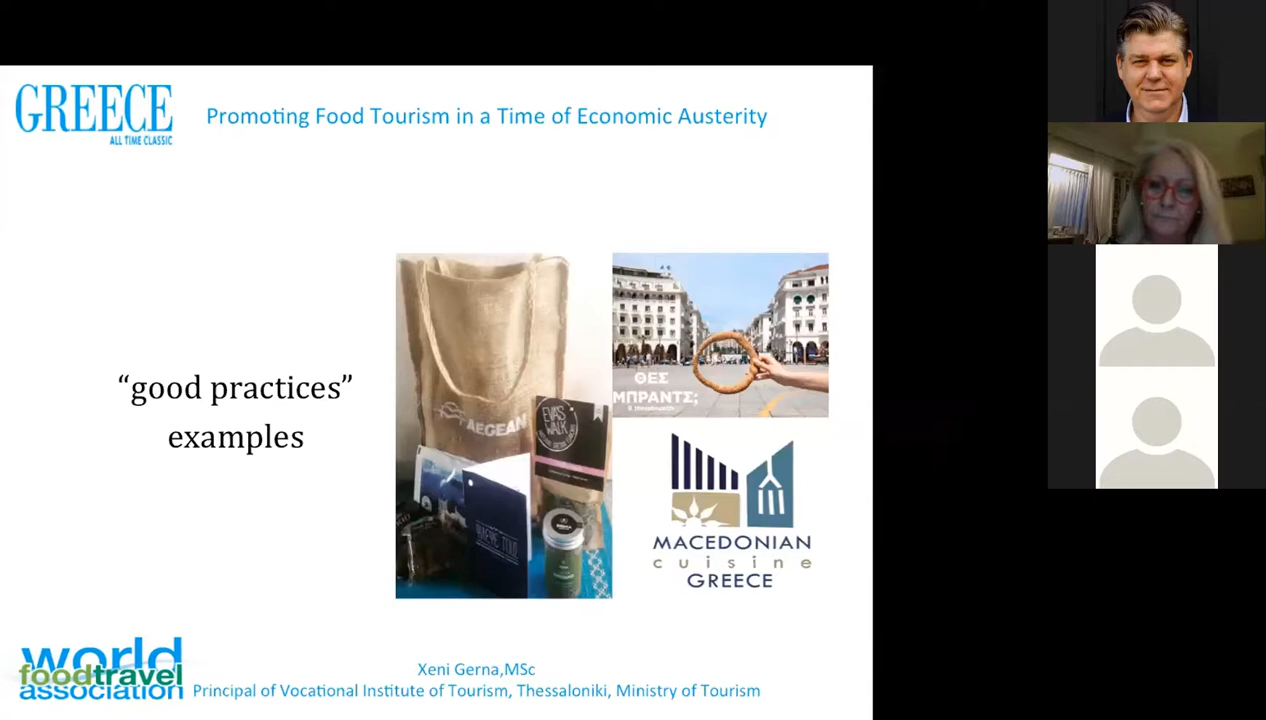 GREECE
ALL TIME CLASSIC
Promoting Food Tourism in a Time of Economic Austerity
“good practices”
examples
AEGEAN
EVA'S
WALK
ΘΕΣ
ΜΠΡΑΝΤΣ;
MACEDONIAN
cuisine
GREECE
world
foodtravel
association
Xeni Gerna,MSc
Principal of Vocational Institute of Tourism, Thessaloniki, Ministry of Tourism